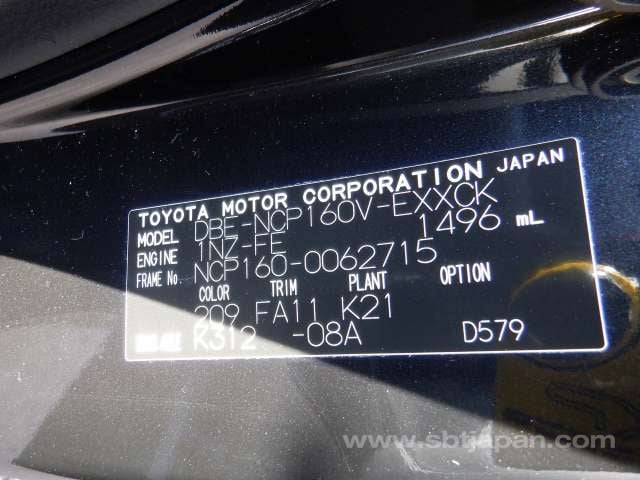 TOYOTA MOTOR CORPORATION JAPAN
MODEL DBE-NCP160V-EXXCK
ENGINE 1NZ-FE 1496 mL
FRAME No. NCP160-0062715
COLOR TRIM PLANT OPTION
209 FA11 K21
K312 -08A D579
www.sbtjapan.com